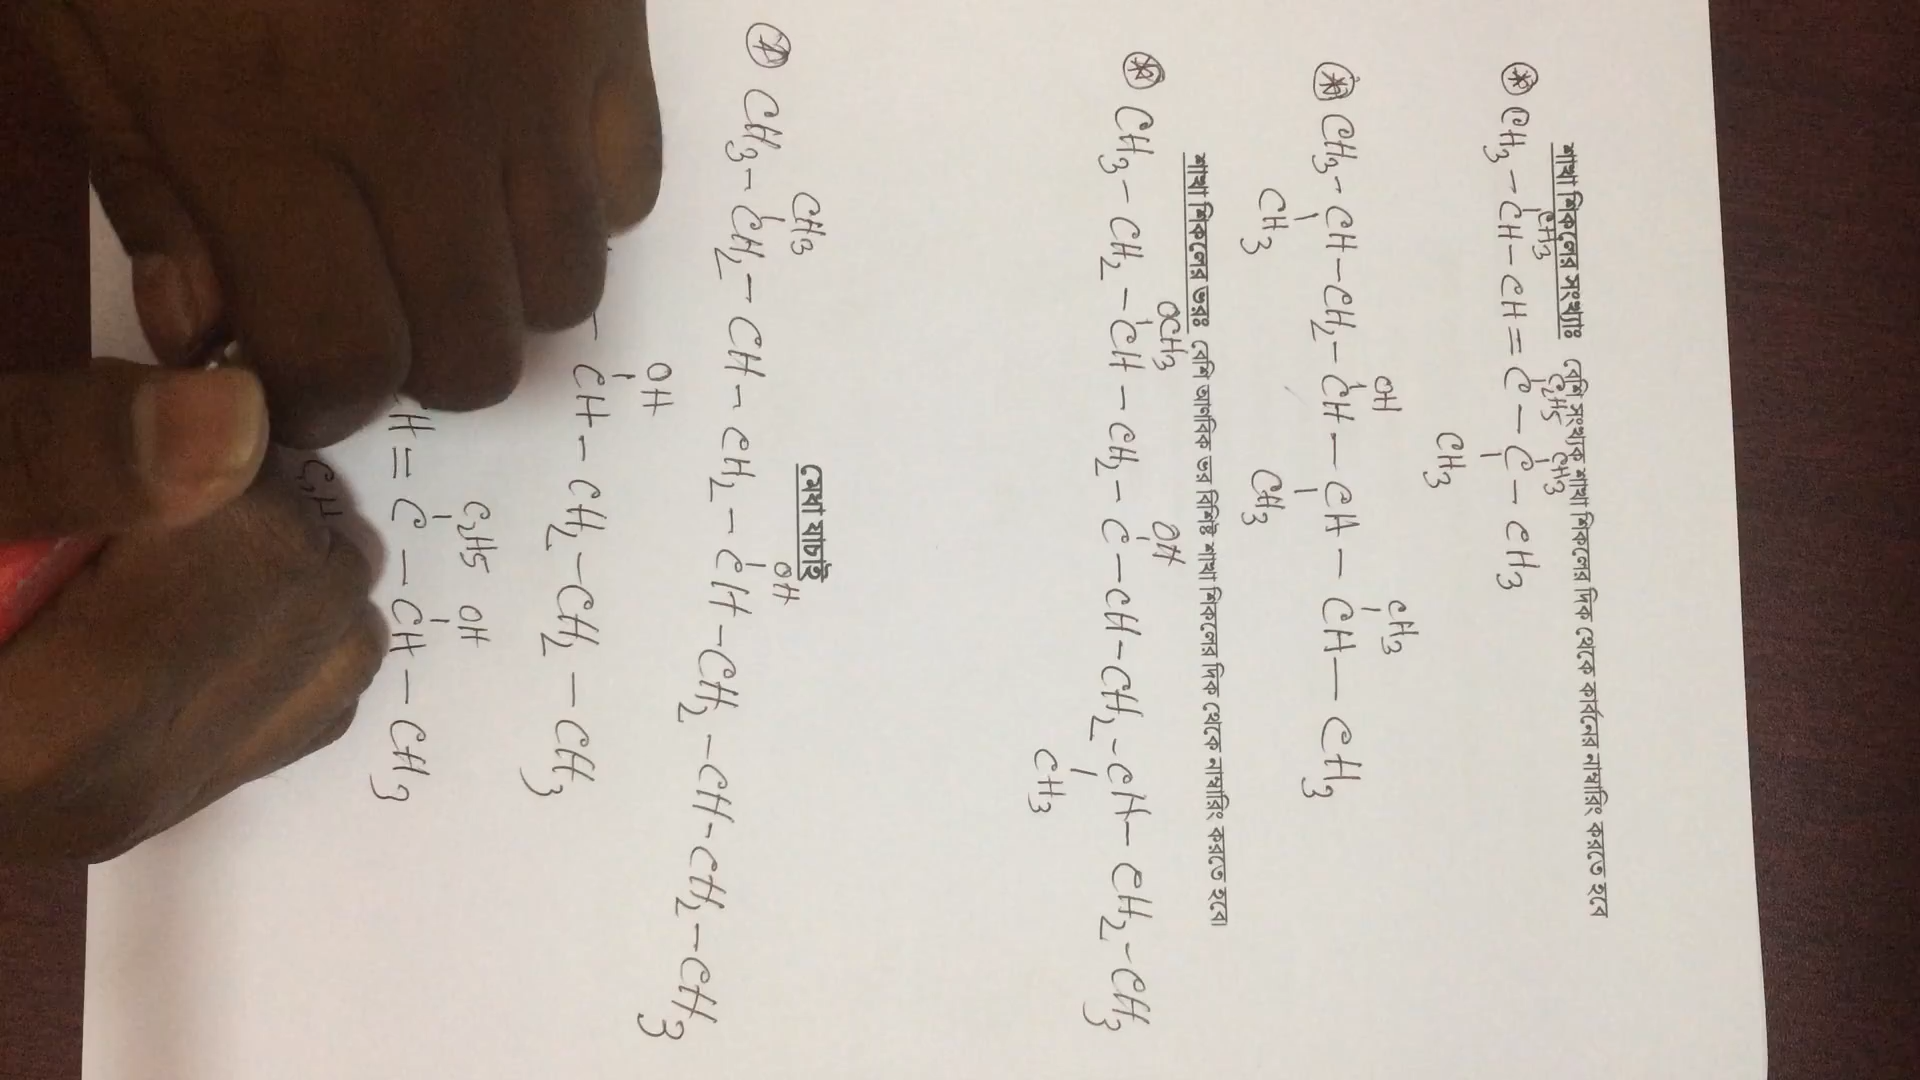 শাখা শিকলের সংখ্যাঃ বেশি সংখ্যক শাখা শিকলের দিক থেকে কার্বনের নাম্বারিং করতে হবে
CH3 C2H5 CH3
CH3 – CH – CH = C – C – CH3
CH3
OH CH3
CH3 – CH – CH2 – CH – CH – CH – CH3
CH3 CH3
শাখা শিকলের ভরঃ বেশি আণবিক ভর বিশিষ্ট শাখা শিকলের দিক থেকে নাম্বারিং করতে হবে।
OCH3 OH
CH3 – CH2 – CH – CH2 – C – CH – CH2 – CH – CH2 – CH3
CH3
মেধা যাচাই
CH3 OH
CH3 – CH2 – CH – CH2 – CH – CH2 – CH – CH2 – CH3
OH
– CH – CH2 – CH2 – CH3
C2H5 OH
H = C – CH – CH3